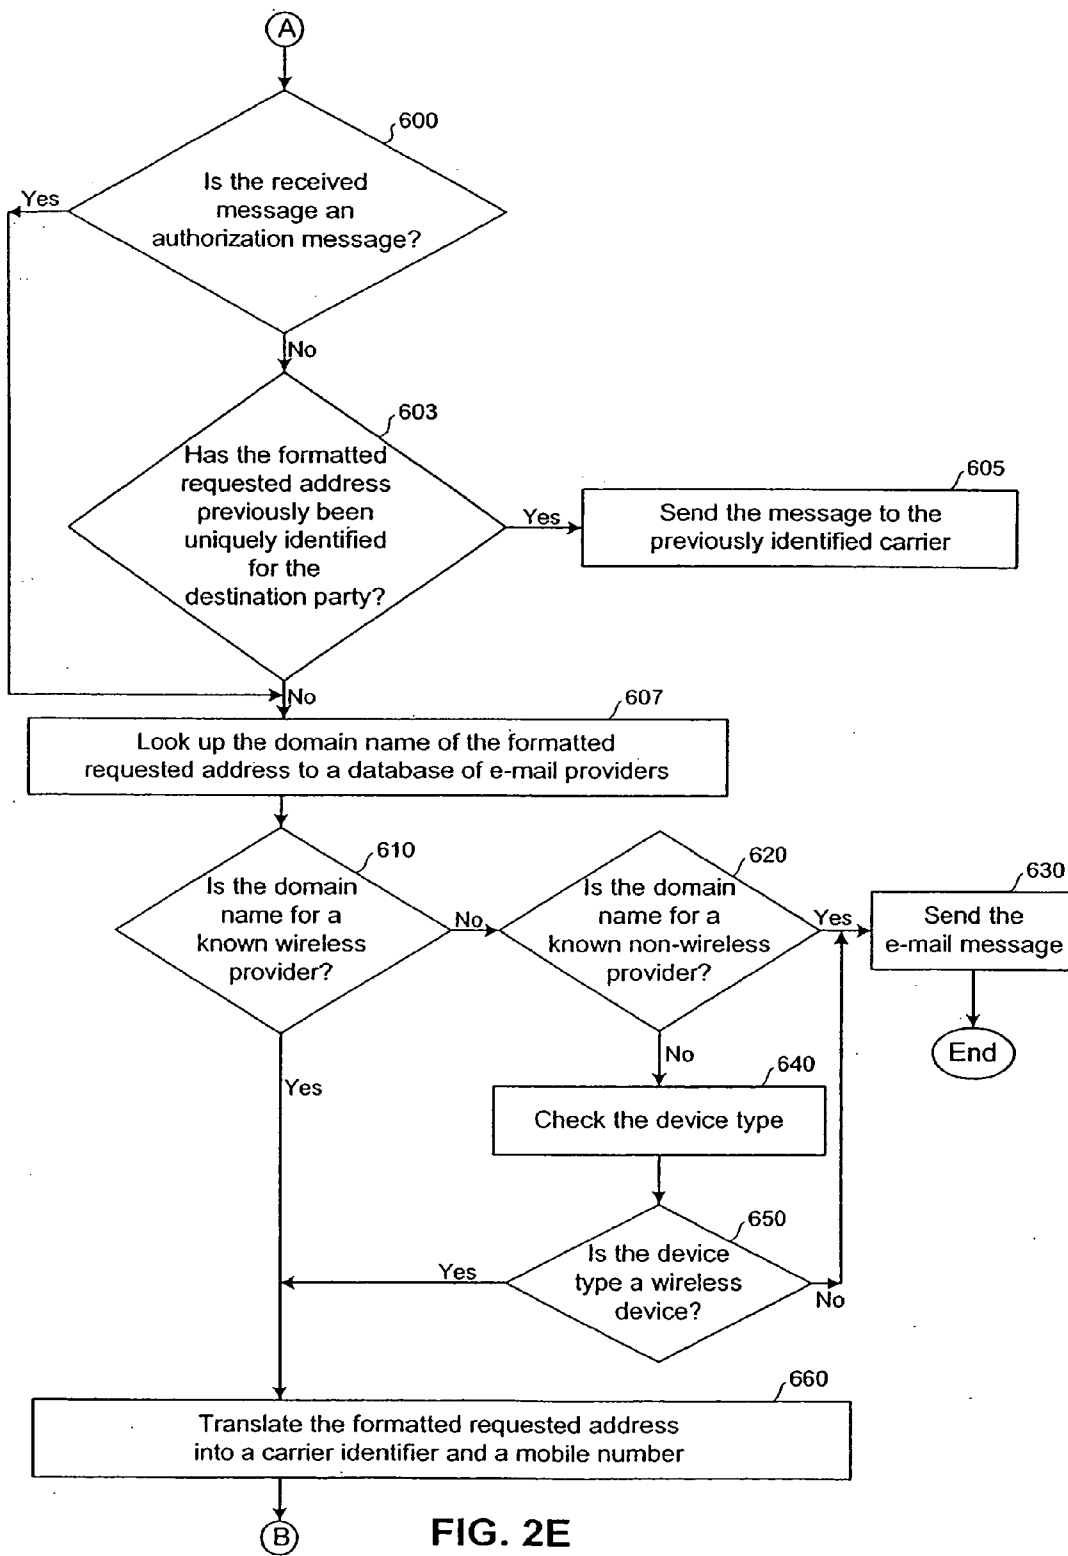 A
600
Is the received
message an
authorization message?
Yes
No
603
Has the formatted
requested address
previously been
uniquely identified
for the
destination party?
Yes
605
Send the message to the
previously identified carrier
No
607
Look up the domain name of the formatted
requested address to a database of e-mail providers
610
Is the domain
name for a
known wireless
provider?
No
620
Is the domain
name for a
known non-wireless
provider?
Yes
630
Send the
e-mail message
End
Yes
No
640
Check the device type
650
Is the device
type a wireless
device?
Yes
No
660
Translate the formatted requested address
into a carrier identifier and a mobile number
B
FIG. 2E